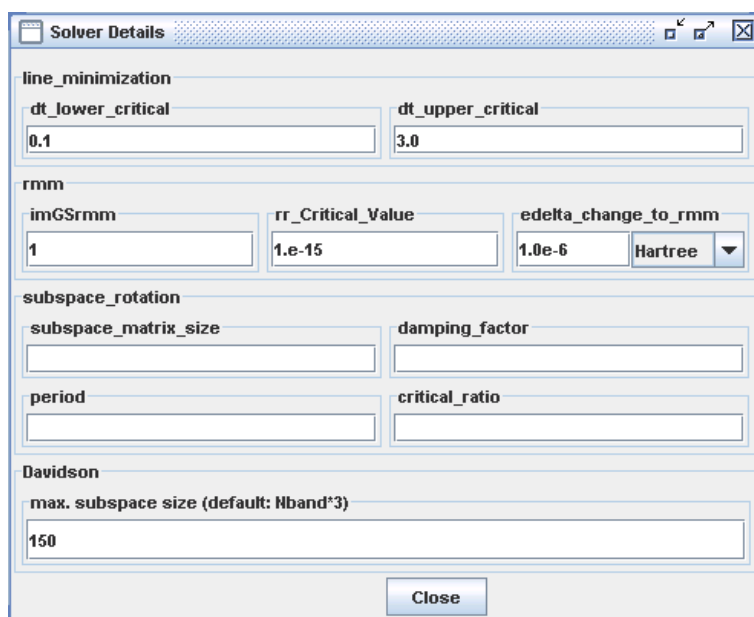 Solver Details
line_minimization
dt_lower_critical dt_upper_critical
0.1 3.0
rmm
imGSrmm rr_Critical_Value edelta_change_to_rmm
1 1.e-15 1.0e-6 Hartree
subspace_rotation
subspace_matrix_size damping_factor
period critical_ratio
Davidson
max. subspace size (default: Nband*3)
150
Close